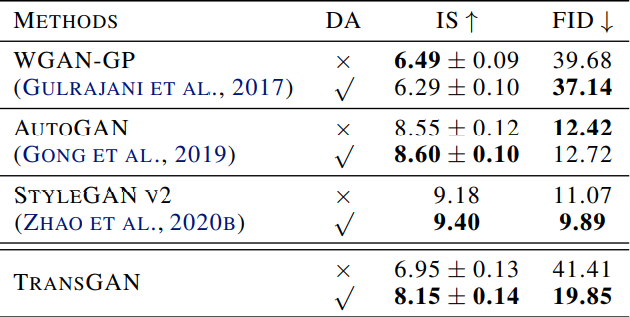 METHODS DA IS ↑ FID ↓
WGAN-GP × 6.49 ± 0.09 39.68
(GULRAJANI ET AL., 2017) √ 6.29 ± 0.10 37.14
AUTOGAN × 8.55 ± 0.12 12.42
(GONG ET AL., 2019) √ 8.60 ± 0.10 12.72
STYLEGAN V2 × 9.18 11.07
(ZHAO ET AL., 2020B) √ 9.40 9.89
TRANSGAN × 6.95 ± 0.13 41.41
√ 8.15 ± 0.14 19.85